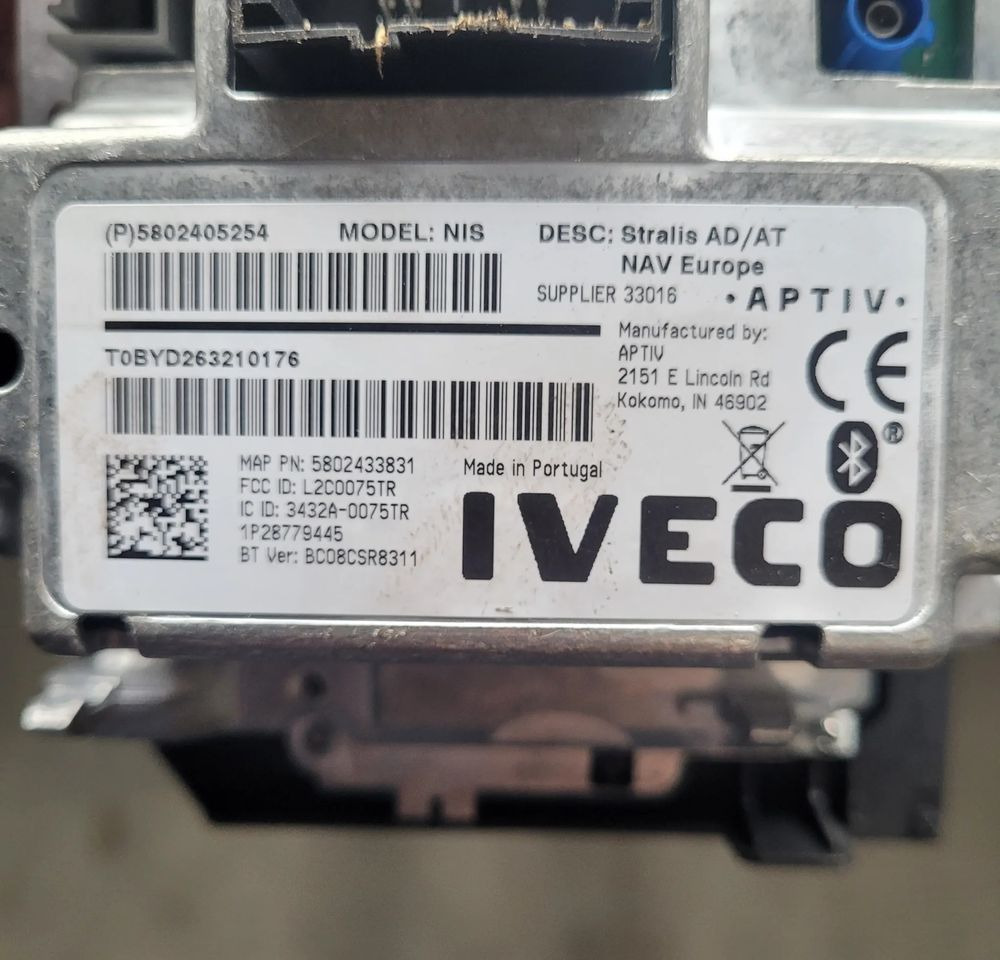 (P)5802405254 MODEL: NIS DESC: Stralis AD/AT
NAV Europe
SUPPLIER 33016 • APTIV •
Manufactured by:
APTIV
2151 E Lincoln Rd
Kokomo, IN 46902
CE
T0BYD263210176
MAP PN: 5802433831
FCC ID: L2C0075TR
IC ID: 3432A-0075TR
1P28779445
BT Ver: BC08CSR8311
Made in Portugal
®
IVECO